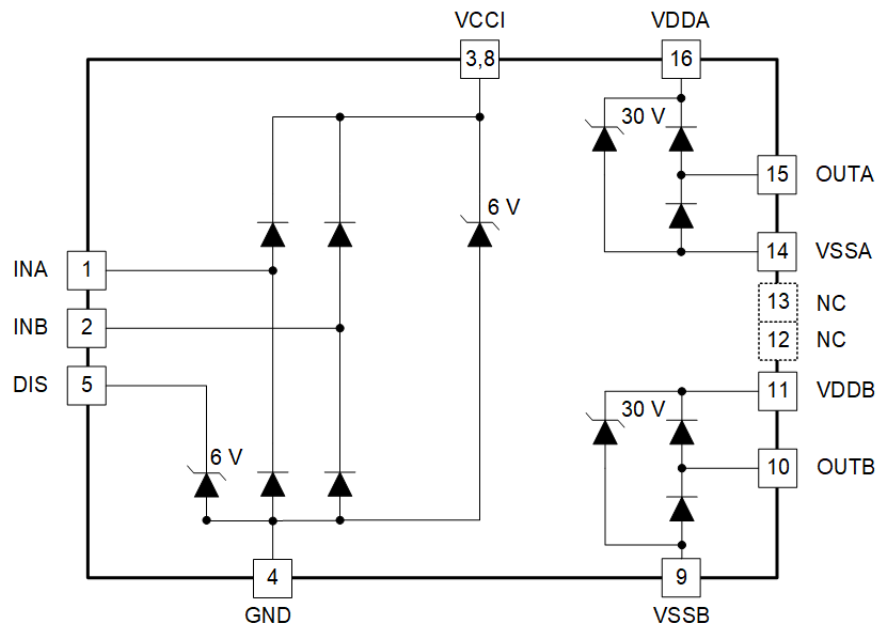 VCCI
VDDA
3,8
16
30 V
15
OUTA
6 V
14
VSSA
INA
1
13
NC
INB
2
12
NC
DIS
5
11
VDDB
30 V
6 V
10
OUTB
4
9
GND
VSSB